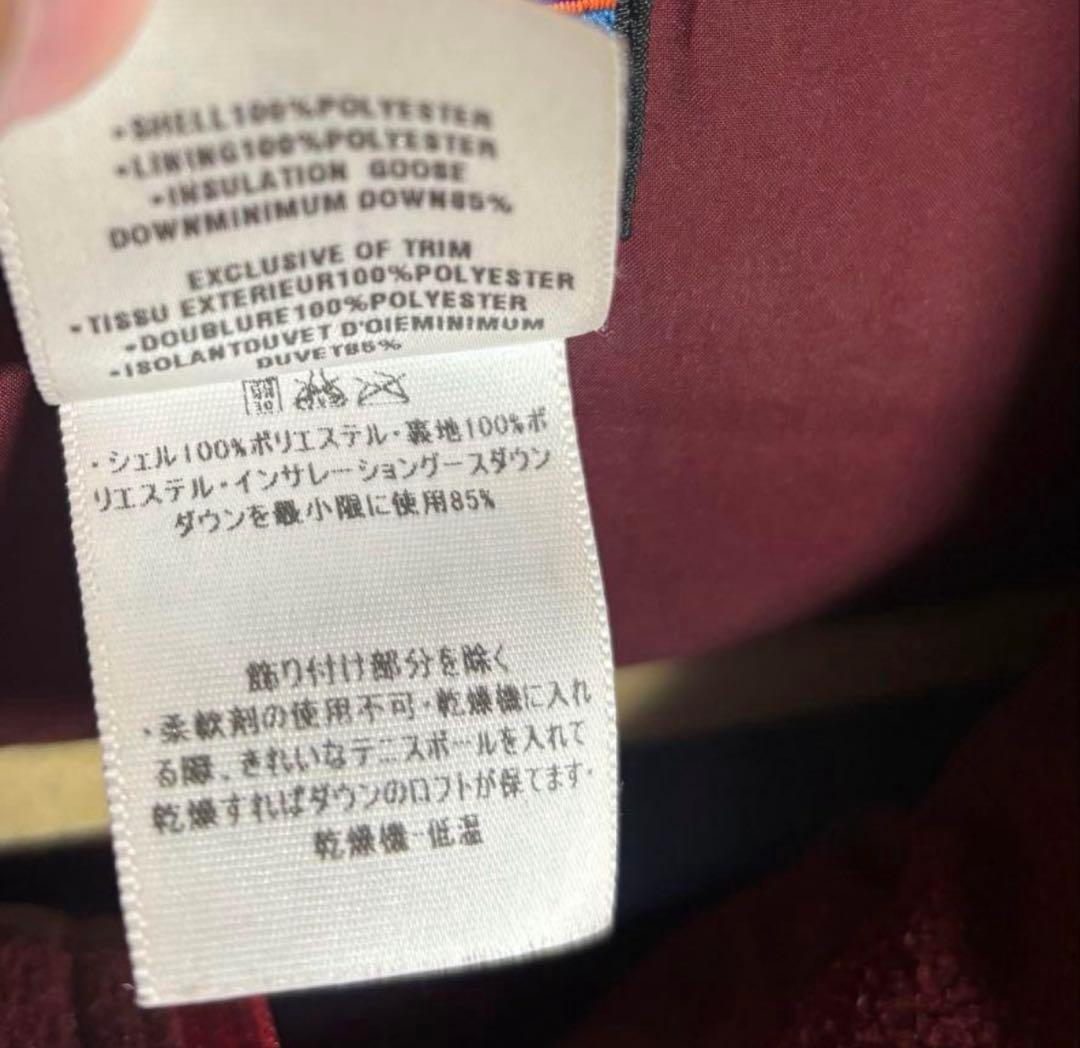 •SHELL100%POLYESTER
•LINING100%POLYESTER
•INSULATION GOOSE
DOWNMINIMUM DOWN85%
EXCLUSIVE OF TRIM
•TISSU EXTERIEUR100%POLYESTER
•DOUBLURE100%POLYESTER
•ISOLANTDUVET D'OIEMINIMUM
DUVET85%
・シェル100%ポリエステル・裏地100%ポ
リエステル・インサレーショングースダウン
ダウンを最小限に使用85%
飾り付け部分を除く
・柔軟剤の使用不可・乾燥機に入れ
る際、きれいなテニスボールを入れて
乾燥すればダウンのロフトが保てます・
乾燥機-低温